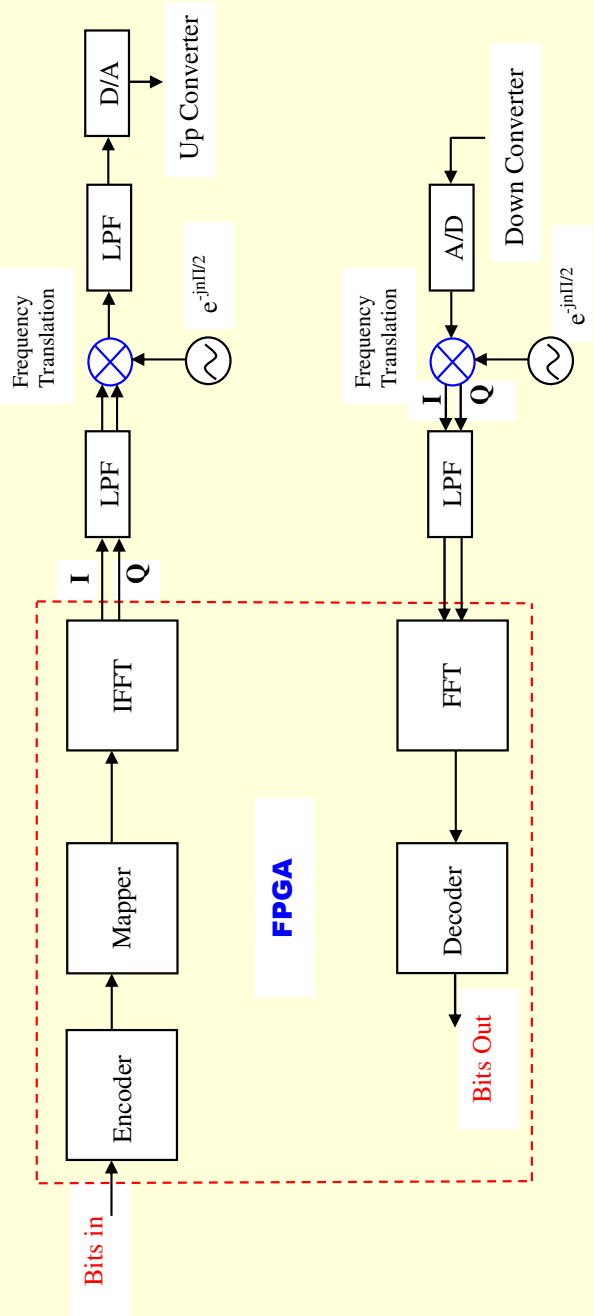 Bits in
Encoder
Mapper
IFFT
I
Q
LPF
Frequency
Translation
e^-jnΠ/2
LPF
D/A
Up Converter
FPGA
Bits Out
Decoder
FFT
LPF
I
Q
Frequency
Translation
e^-jnΠ/2
A/D
Down Converter